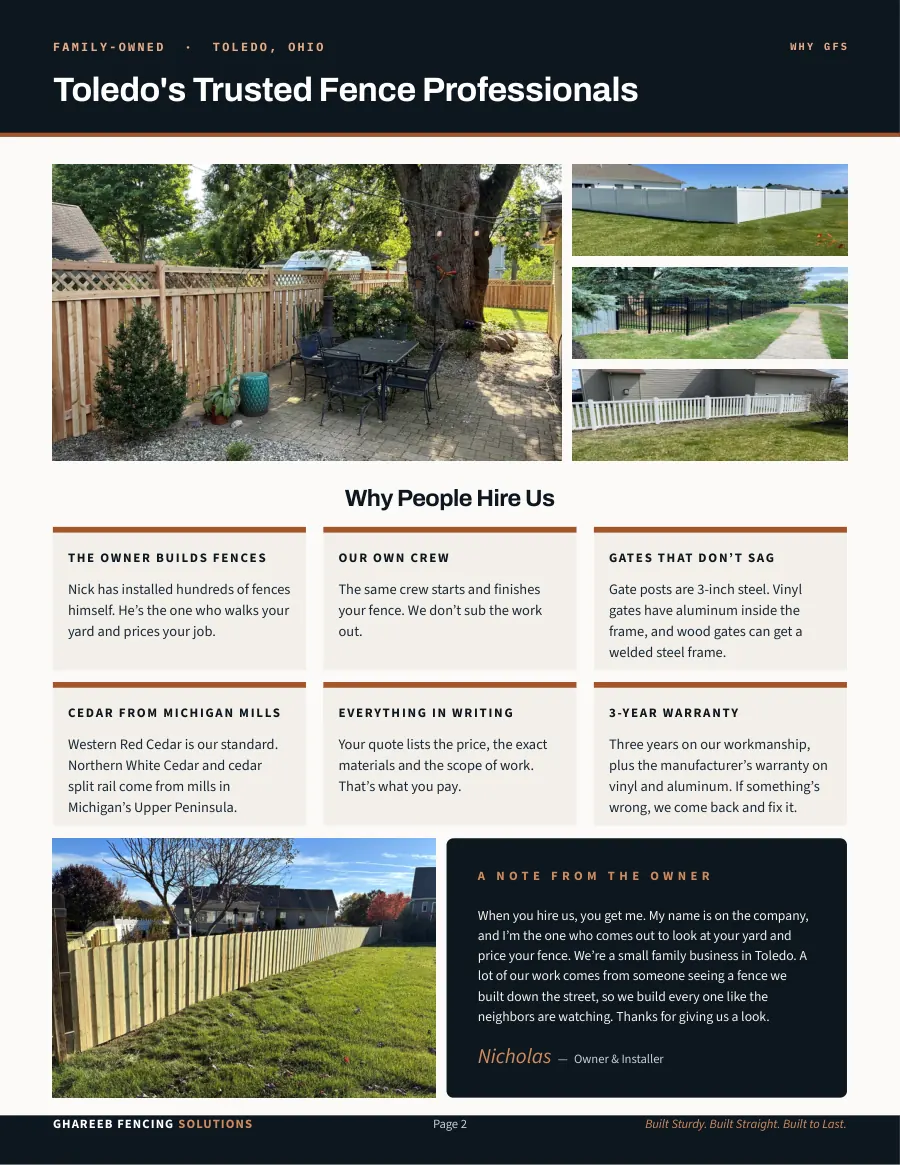 FAMILY-OWNED · TOLEDO, OHIO
WHY GFS
Toledo's Trusted Fence Professionals
Why People Hire Us
THE OWNER BUILDS FENCES
Nick has installed hundreds of fences
himself. He’s the one who walks your
yard and prices your job.
OUR OWN CREW
The same crew starts and finishes
your fence. We don’t sub the work
out.
GATES THAT DON’T SAG
Gate posts are 3-inch steel. Vinyl
gates have aluminum inside the
frame, and wood gates can get a
welded steel frame.
CEDAR FROM MICHIGAN MILLS
Western Red Cedar is our standard.
Northern White Cedar and cedar
split rail come from mills in
Michigan’s Upper Peninsula.
EVERYTHING IN WRITING
Your quote lists the price, the exact
materials and the scope of work.
That’s what you pay.
3-YEAR WARRANTY
Three years on our workmanship,
plus the manufacturer’s warranty on
vinyl and aluminum. If something’s
wrong, we come back and fix it.
A NOTE FROM THE OWNER
When you hire us, you get me. My name is on the company,
and I’m the one who comes out to look at your yard and
price your fence. We’re a small family business in Toledo. A
lot of our work comes from someone seeing a fence we
built down the street, so we build every one like the
neighbors are watching. Thanks for giving us a look.
Nicholas — Owner & Installer
GHAREEB FENCING SOLUTIONS
Page 2
Built Sturdy. Built Straight. Built to Last.